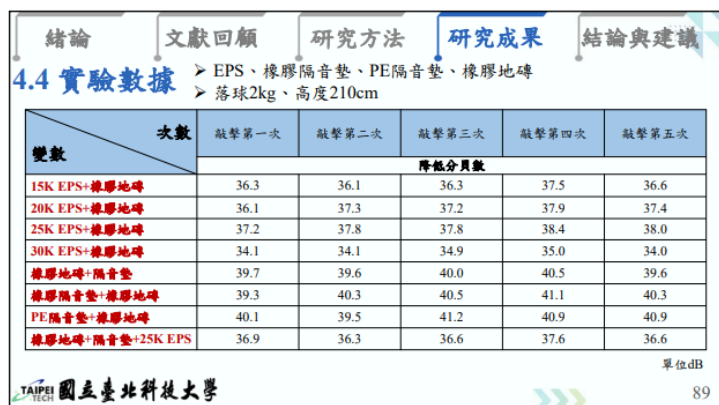 緒論 文獻回顧 研究方法 研究成果 結論與建議
4.4 實驗數據
➢ EPS、橡膠隔音墊、PE隔音墊、橡膠地磚
➢ 落球2kg、高度210cm
次數 變數 敲擊第一次 敲擊第二次 敲擊第三次 敲擊第四次 敲擊第五次
降低分貝數
15K EPS+橡膠地磚 36.3 36.1 36.3 37.5 36.6
20K EPS+橡膠地磚 36.1 37.3 37.2 37.9 37.4
25K EPS+橡膠地磚 37.2 37.8 37.8 38.4 38.0
30K EPS+橡膠地磚 34.1 34.1 34.9 35.0 34.0
橡膠地磚+隔音墊 39.7 39.6 40.0 40.5 39.6
橡膠隔音墊+橡膠地磚 39.3 40.3 40.5 41.1 40.3
PE隔音墊+橡膠地磚 40.1 39.5 41.2 40.9 40.9
橡膠地磚+隔音墊+25K EPS 36.9 36.3 36.6 37.6 36.6
單位dB
TAIPEI TECH 國立臺北科技大學
89